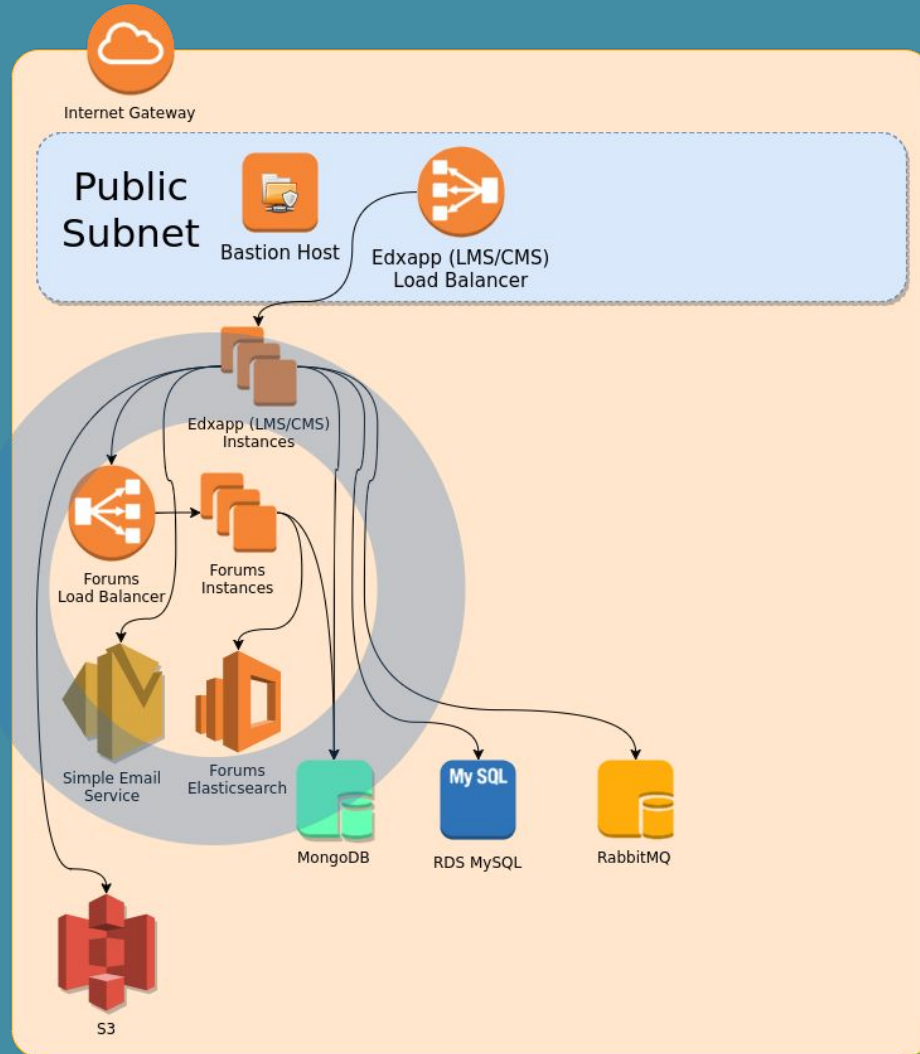 Internet Gateway
Public
Subnet
Bastion Host
Edxapp (LMS/CMS)
Load Balancer
Edxapp (LMS/CMS)
Instances
Forums
Load Balancer
Forums
Instances
Simple Email
Service
Forums
Elasticsearch
MongoDB
My SQL
RDS MySQL
RabbitMQ
S3